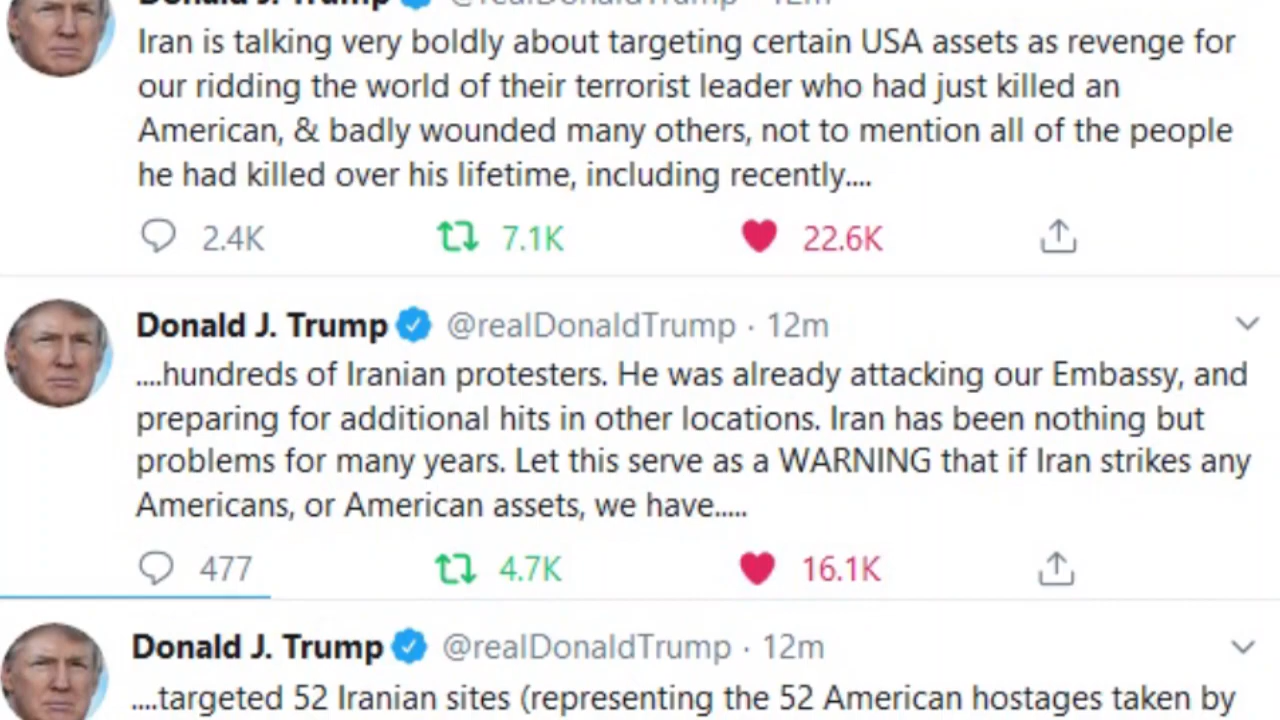 Donald J. Trump @realDonaldTrump · 12m
Iran is talking very boldly about targeting certain USA assets as revenge for
our ridding the world of their terrorist leader who had just killed an
American, & badly wounded many others, not to mention all of the people
he had killed over his lifetime, including recently....
2.4K 7.1K 22.6K
Donald J. Trump @realDonaldTrump · 12m
....hundreds of Iranian protesters. He was already attacking our Embassy, and
preparing for additional hits in other locations. Iran has been nothing but
problems for many years. Let this serve as a WARNING that if Iran strikes any
Americans, or American assets, we have.....
477 4.7K 16.1K
Donald J. Trump @realDonaldTrump · 12m
....targeted 52 Iranian sites (representing the 52 American hostages taken by